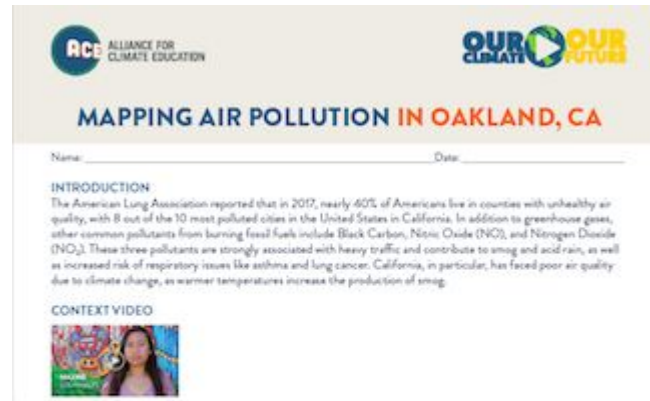 ACE ALLIANCE FOR
CLIMATE EDUCATION
OUR OUR
CLIMATE FUTURE
MAPPING AIR POLLUTION IN OAKLAND, CA
Name: Date:
INTRODUCTION
The American Lung Association reported that in 2017, nearly 40% of Americans live in counties with unhealthy air
quality, with 8 out of the 10 most polluted cities in the United States in California. In addition to greenhouse gases,
other common pollutants from burning fossil fuels include Black Carbon, Nitric Oxide (NO), and Nitrogen Dioxide
(NO₂). These three pollutants are strongly associated with heavy traffic and contribute to smog and acid rain, as well
as increased risk of respiratory issues like asthma and lung cancer. California, in particular, has faced poor air quality
due to climate change, as warmer temperatures increase the production of smog.
CONTEXT VIDEO